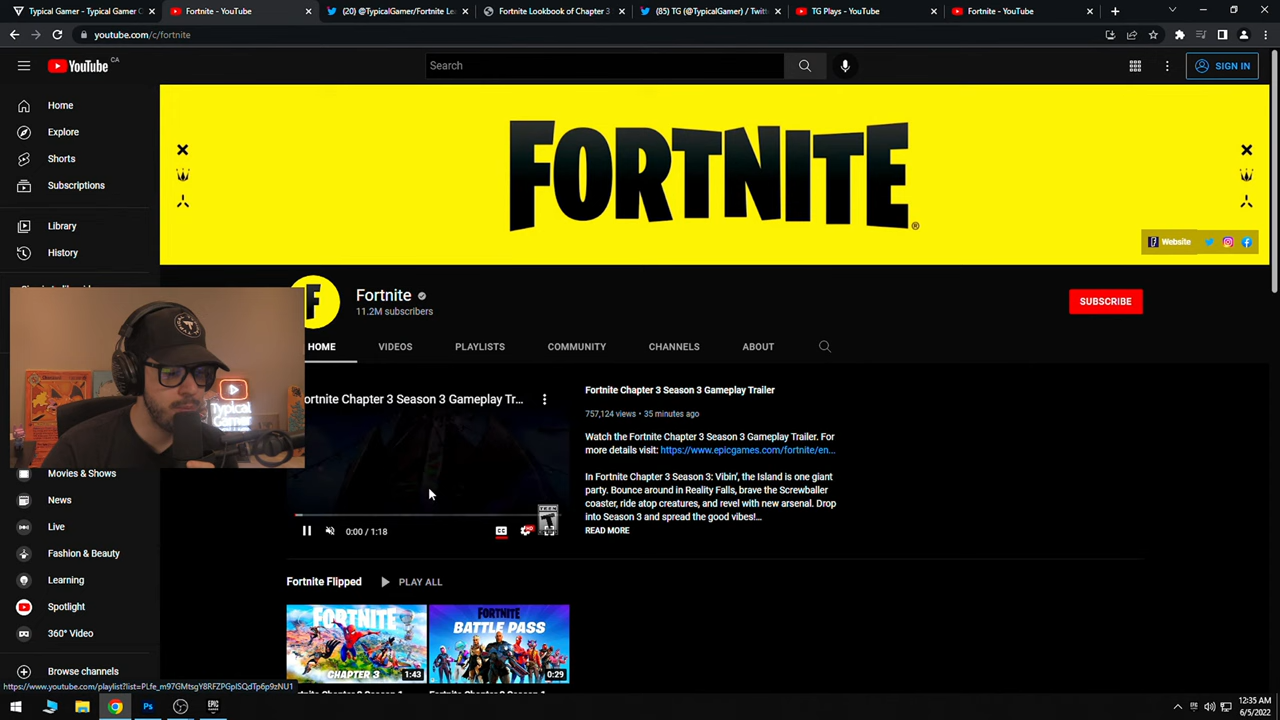 Typical Gamer - Typical Gamer C
Fortnite - YouTube
(20) @TypicalGamer/Fortnite Le
Fortnite Lookbook of Chapter 3
(85) TG (@TypicalGamer) / Twitt
TG Plays - YouTube
Fortnite - YouTube
youtube.com/c/fortnite
YouTube CA
Search
SIGN IN
Home
Explore
Shorts
Subscriptions
Library
History
FORTNITE®
Website
Fortnite
11.2M subscribers
SUBSCRIBE
HOME
VIDEOS
PLAYLISTS
COMMUNITY
CHANNELS
ABOUT
ortnite Chapter 3 Season 3 Gameplay Tr...
0:00 / 1:18
CC
HD
T
Fortnite Chapter 3 Season 3 Gameplay Trailer
757,124 views • 35 minutes ago
Watch the Fortnite Chapter 3 Season 3 Gameplay Trailer. For
more details visit: https://www.epicgames.com/fortnite/en...
In Fortnite Chapter 3 Season 3: Vibin', the Island is one giant
party. Bounce around in Reality Falls, brave the Screwballer
coaster, ride atop creatures, and revel with new arsenal. Drop
into Season 3 and spread the good vibes!...
READ MORE
Typical
Gamer
Movies & Shows
News
Live
Fashion & Beauty
Learning
Spotlight
360° Video
Browse channels
Fortnite Flipped
PLAY ALL
FORTNITE
CHAPTER 3
1:43
FORTNITE
BATTLE PASS
0:29
Ps
EPIC
12:35 AM
6/5/2022